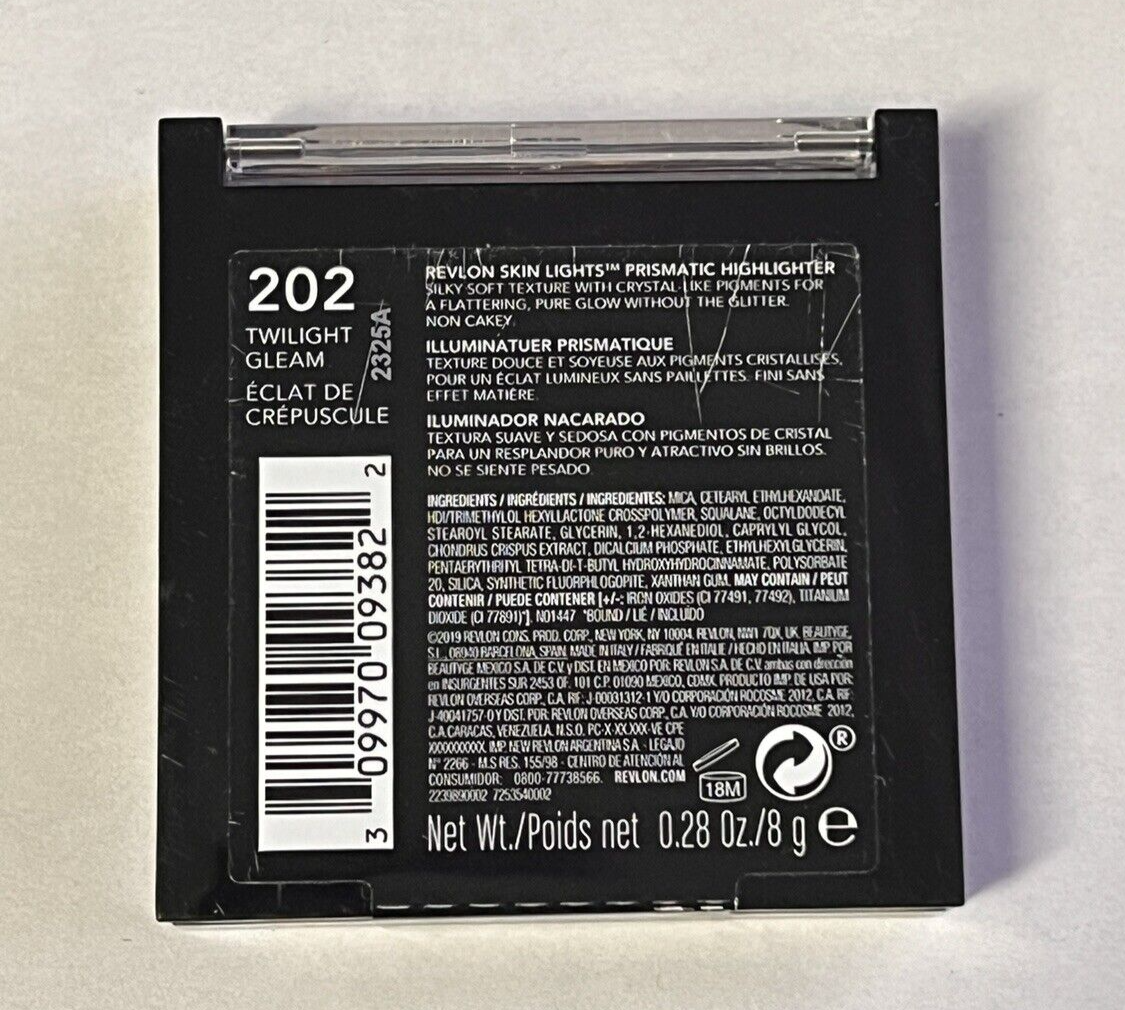 202
TWILIGHT
GLEAM
ÉCLAT DE
CRÉPUSCULE
2325A
3 09970 09382 2
REVLON SKIN LIGHTS™ PRISMATIC HIGHLIGHTER
SILKY SOFT TEXTURE WITH CRYSTAL-LIKE PIGMENTS FOR
A FLATTERING, PURE GLOW WITHOUT THE GLITTER.
NON CAKEY.
ILLUMINATUER PRISMATIQUE
TEXTURE DOUCE ET SOYEUSE AUX PIGMENTS CRISTALLISÉS,
POUR UN ÉCLAT LUMINEUX SANS PAILLETTES. FINI SANS
EFFET MATIÈRE.
ILUMINADOR NACARADO
TEXTURA SUAVE Y SEDOSA CON PIGMENTOS DE CRISTAL
PARA UN RESPLANDOR PURO Y ATRACTIVO SIN BRILLOS.
NO SE SIENTE PESADO.
INGREDIENTS / INGRÉDIENTS / INGREDIENTES: MICA, CETEARYL ETHYLHEXANOATE,
HDI/TRIMETHYLOL HEXYLLACTONE CROSSPOLYMER, SQUALANE, OCTYLDODECYL
STEAROYL STEARATE, GLYCERIN, 1,2-HEXANEDIOL, CAPRYLYL GLYCOL,
CHONDRUS CRISPUS EXTRACT, DICALCIUM PHOSPHATE, ETHYLHEXYLGLYCERIN,
PENTAERYTHRITYL TETRA-DI-T-BUTYL HYDROXYHYDROCINNAMATE, POLYSORBATE
20, SILICA, SYNTHETIC FLUORPHLOGOPITE, XANTHAN GUM. MAY CONTAIN / PEUT
CONTENIR / PUEDE CONTENER [+/-: IRON OXIDES (CI 77491, 77492), TITANIUM
DIOXIDE (CI 77891)*]. N01447 *BOUND / LIÉ / INCLUÍDO
©2019 REVLON CONS. PROD. CORP., NEW YORK, NY 10004. REVLON, NW1 7DX, UK. BEAUTYGE,
S.L., 08940 BARCELONA, SPAIN. MADE IN ITALY / FABRIQUÉ EN ITALIE / HECHO EN ITALIA. IMP. POR
BEAUTYGE MEXICO S.A. DE C.V. y DIST. EN MEXICO POR: REVLON S.A. DE C.V. ambas con dirección
en INSURGENTES SUR 2453 OF. 101 C.P. 01090 MEXICO, CDMX. PRODUCTO IMP. DE USA POR:
REVLON OVERSEAS CORP., C.A. RIF: J-00031312-1 Y/O CORPORACIÓN ROCOSME 2012, C.A. RIF:
J-40041757-0 Y DIST. POR: REVLON OVERSEAS CORP., C.A. Y/O CORPORACIÓN ROCOSME 2012,
C.A. CARACAS, VENEZUELA. N.S.O. PC-X-XX.XXX-VE CPE
XXXXXXXXXX. IMP. NEW REVLON ARGENTINA S.A. - LEGAJO
N° 2266 - M.S RES. 155/98 - CENTRO DE ATENCIÓN AL
CONSUMIDOR: 0800-77738566. REVLON.COM
2239890002 7253540002
18M
®
Net Wt./Poids net 0.28 Oz./8 g e